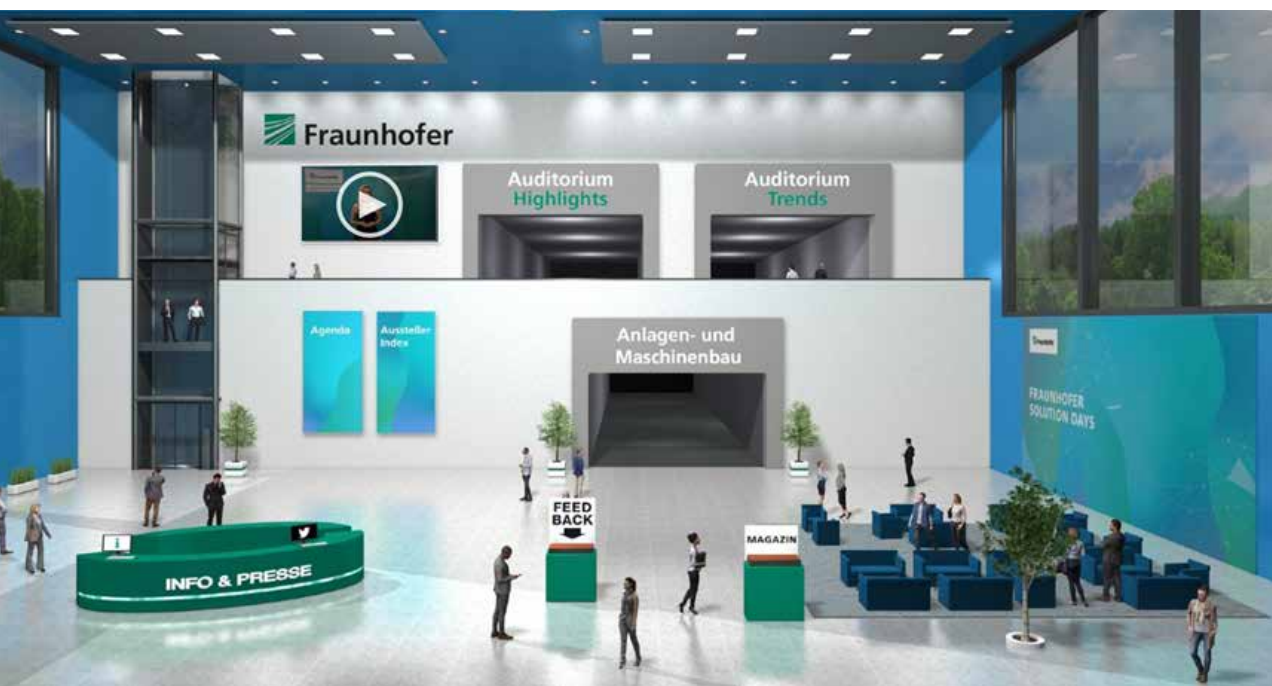 Fraunhofer
Auditorium
Highlights
Auditorium
Trends
Agenda
Aussteller
Index
Anlagen- und
Maschinenbau
Fraunhofer
FRAUNHOFER
SOLUTION DAYS
FEED
BACK
MAGAZIN
i
INFO & PRESSE